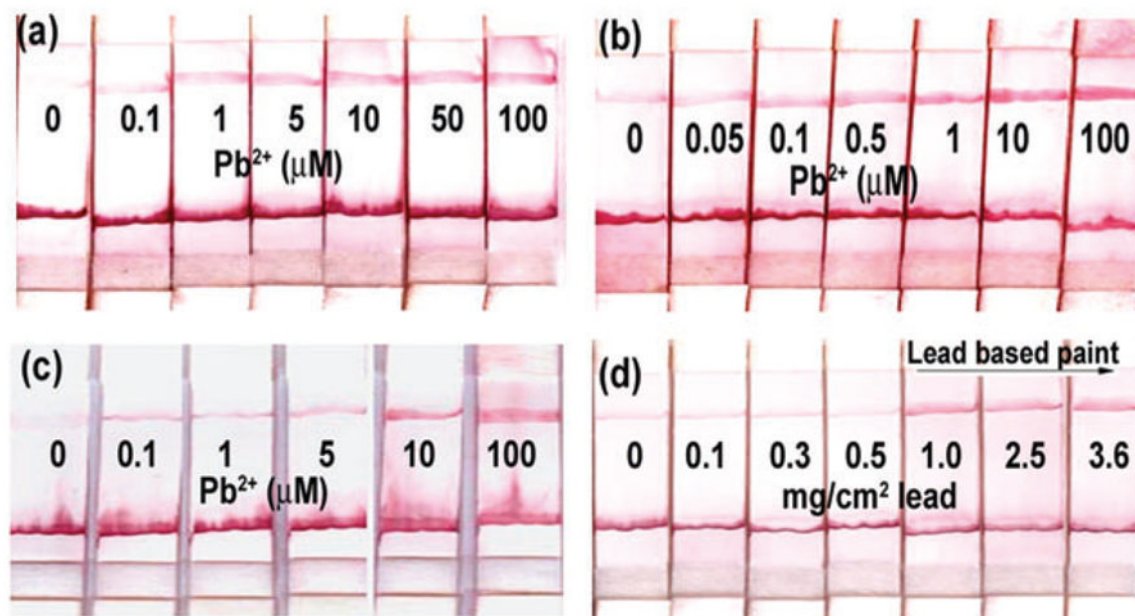 (a)
0 0.1 1 5 10 50 100
Pb²⁺ (μM)
(b)
0 0.05 0.1 0.5 1 10 100
Pb²⁺ (μM)
(c)
0 0.1 1 5 10 100
Pb²⁺ (μM)
(d)
Lead based paint
0 0.1 0.3 0.5 1.0 2.5 3.6
mg/cm² lead